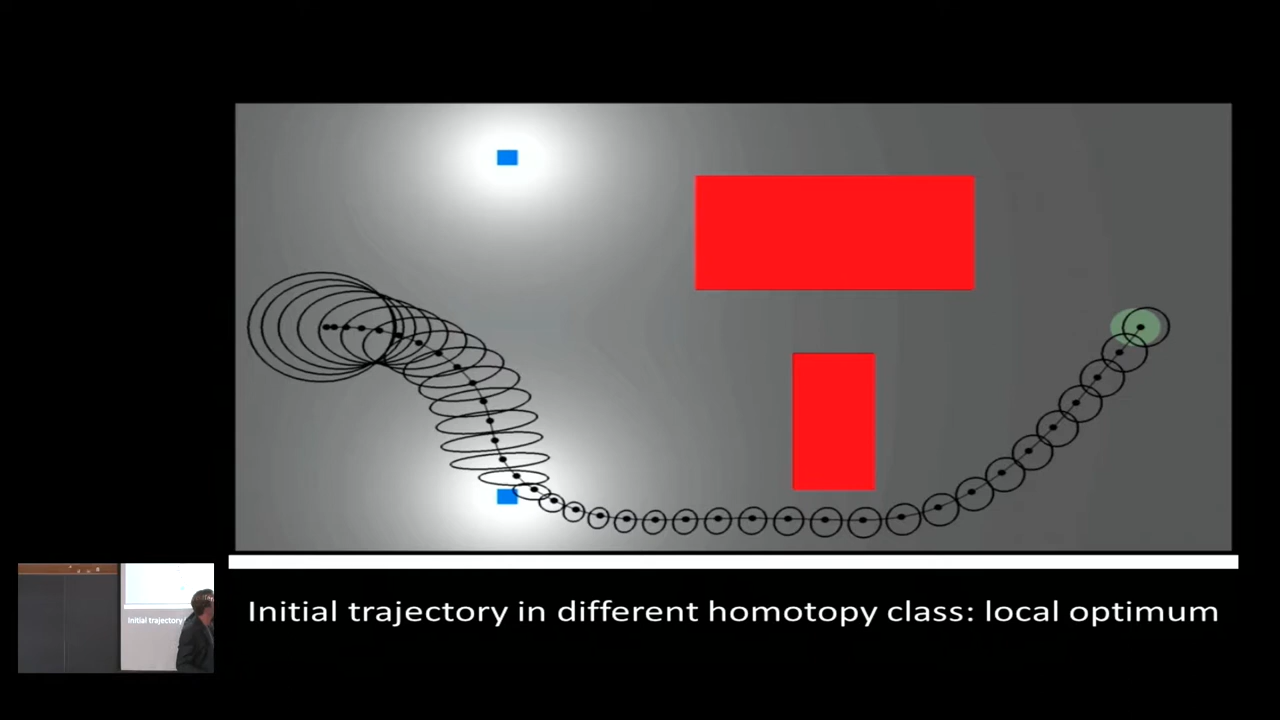 Initial trajectory in different homotopy class: local optimum
Initial trajectory